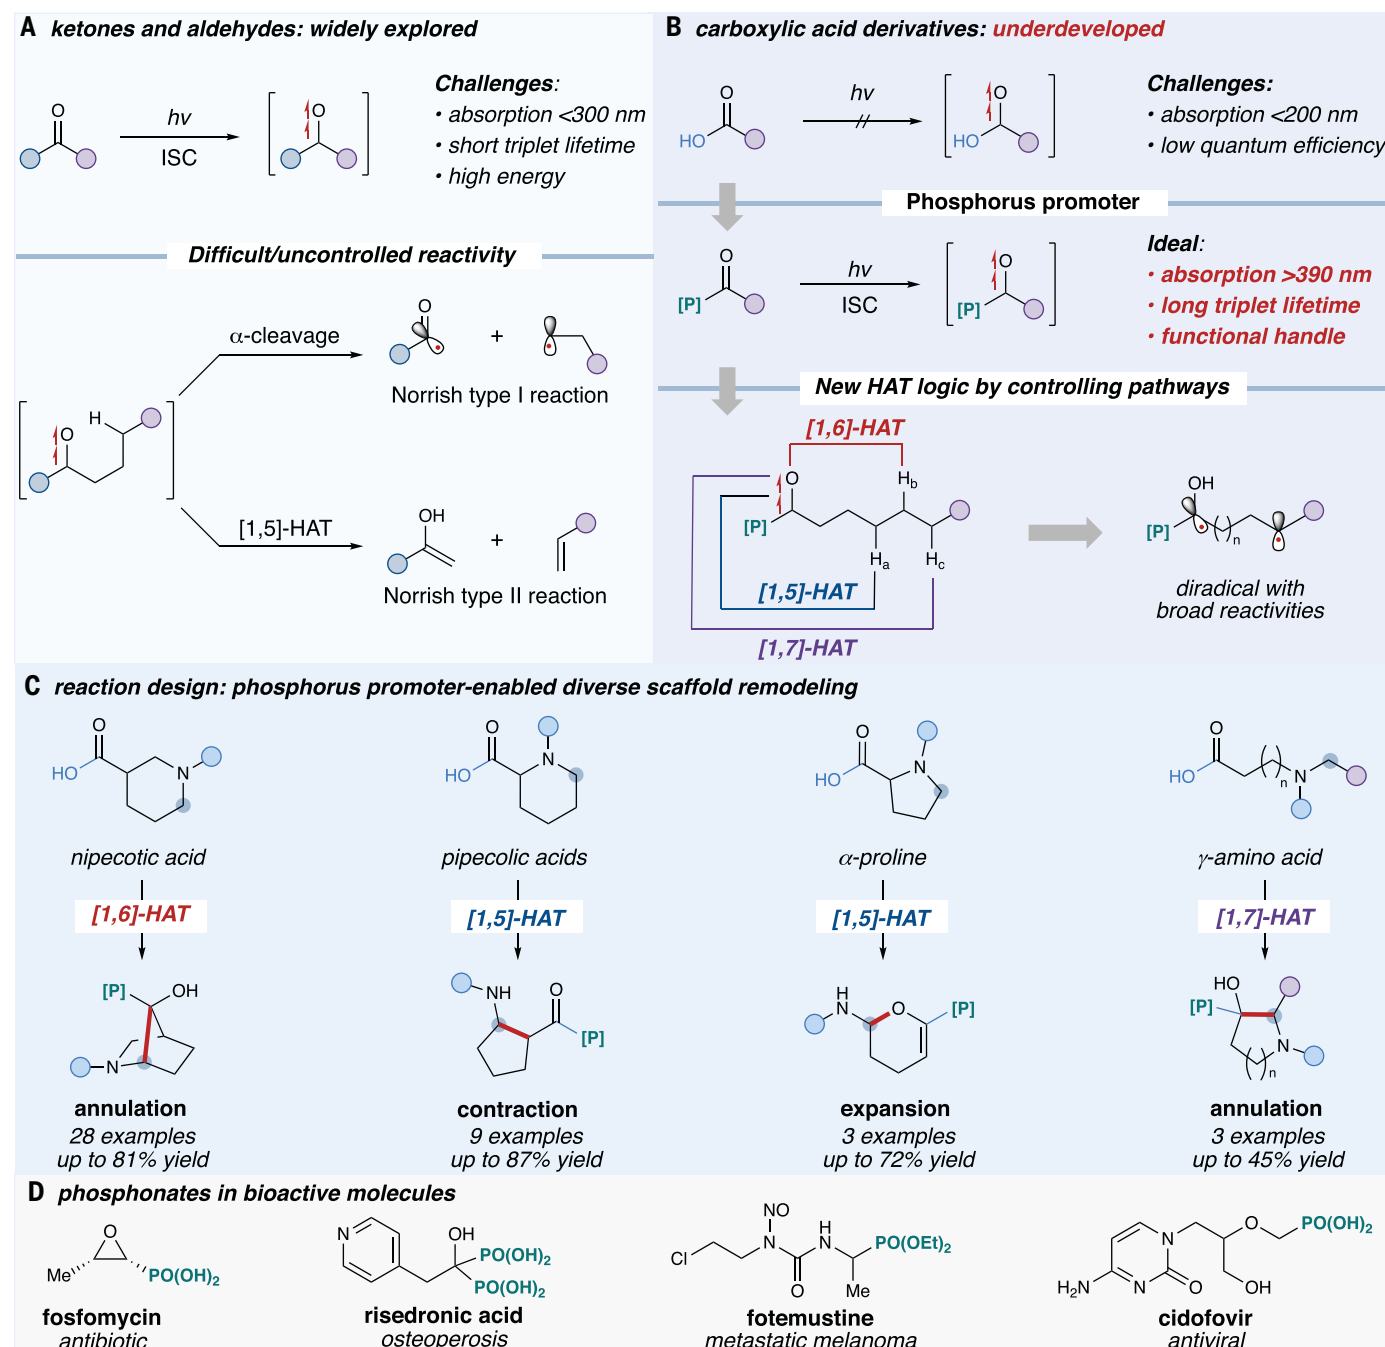 A ketones and aldehydes: widely explored
O
hv
ISC
O
Challenges:
• absorption <300 nm
• short triplet lifetime
• high energy
Difficult/uncontrolled reactivity
α-cleavage
O
+
Norrish type I reaction
H
O
[1,5]-HAT
OH
+
Norrish type II reaction
B carboxylic acid derivatives: underdeveloped
O
HO
hv
O
HO
Challenges:
• absorption <200 nm
• low quantum efficiency
Phosphorus promoter
O
[P]
hv
ISC
O
[P]
Ideal:
• absorption >390 nm
• long triplet lifetime
• functional handle
New HAT logic by controlling pathways
[1,6]-HAT
O
Hb
[P]
Ha
Hc
[1,5]-HAT
[1,7]-HAT
OH
[P]
( )n
diradical with
broad reactivities
C reaction design: phosphorus promoter-enabled diverse scaffold remodeling
O
HO
N
nipecotic acid
[1,6]-HAT
[P]
OH
N
annulation
28 examples
up to 81% yield
O
HO
N
pipecolic acids
[1,5]-HAT
NH
O
[P]
contraction
9 examples
up to 87% yield
O
HO
N
α-proline
[1,5]-HAT
H
N
O
[P]
expansion
3 examples
up to 72% yield
O
HO
( )n
N
γ-amino acid
[1,7]-HAT
HO
[P]
N
( )n
annulation
3 examples
up to 45% yield
D phosphonates in bioactive molecules
O
Me
PO(OH)2
fosfomycin
antibiotic
N
OH
PO(OH)2
PO(OH)2
risedronic acid
osteoperosis
NO
Cl
N
H
N
PO(OEt)2
O
Me
fotemustine
metastatic melanoma
O
PO(OH)2
N
H2N
N
O
OH
cidofovir
antiviral